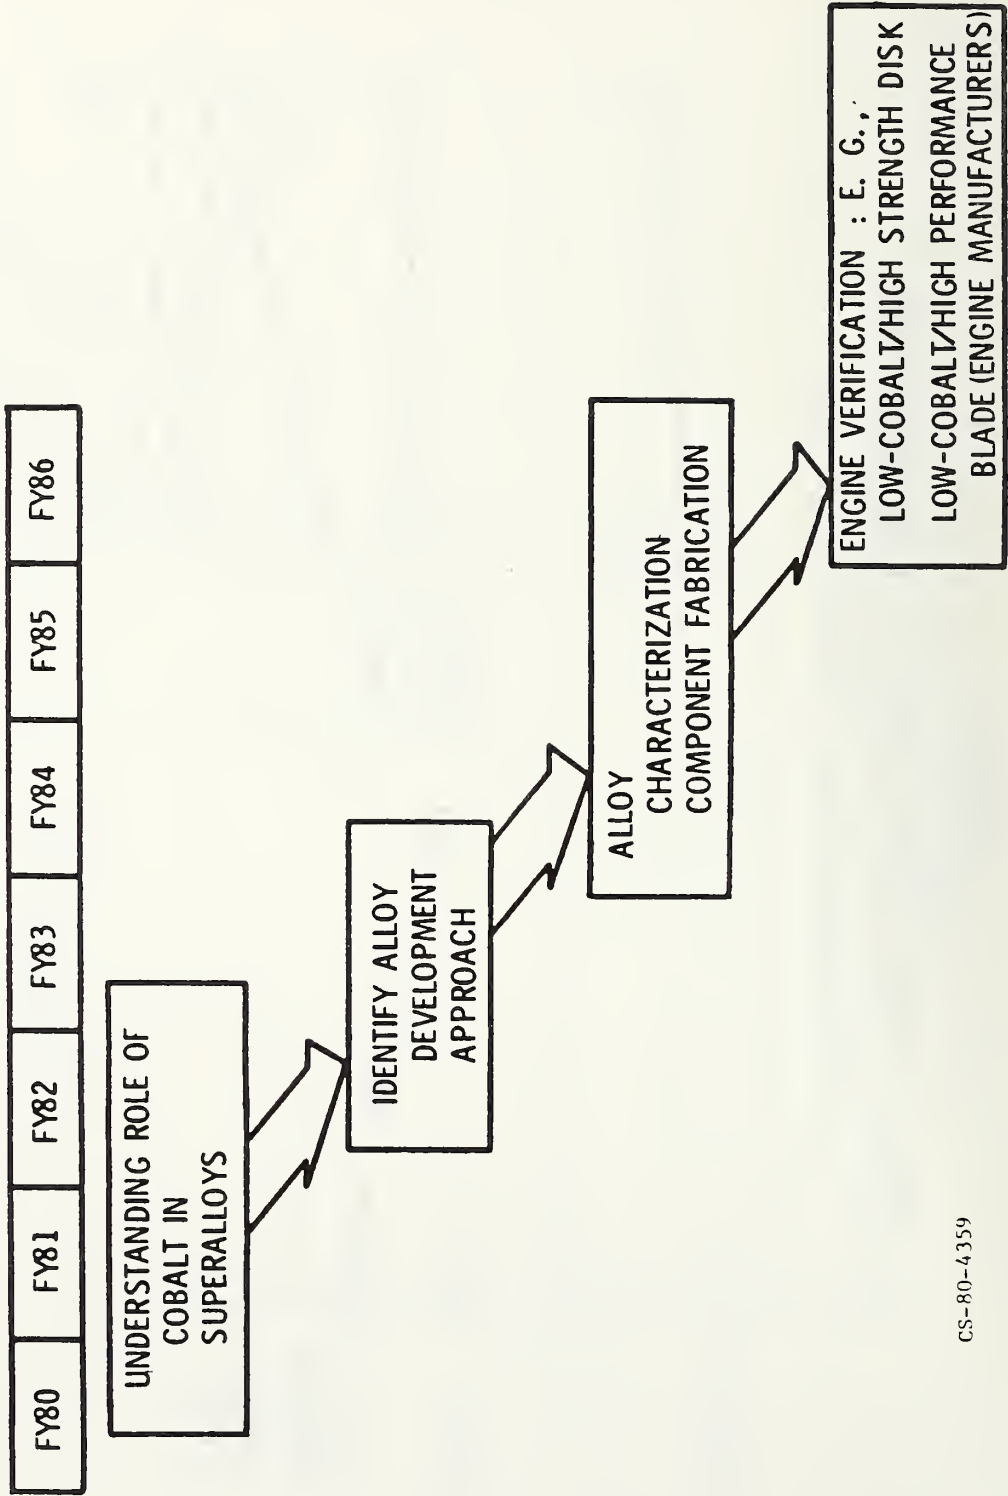 FY80 FY81 FY82 FY83 FY84 FY85 FY86
UNDERSTANDING ROLE OF
COBALT IN
SUPERALLOYS
IDENTIFY ALLOY
DEVELOPMENT
APPROACH
ALLOY
CHARACTERIZATION
COMPONENT FABRICATION
ENGINE VERIFICATION : E. G.,
LOW-COBALT/HIGH STRENGTH DISK
LOW-COBALT/HIGH PERFORMANCE
BLADE (ENGINE MANUFACTURERS)
CS-80-4359